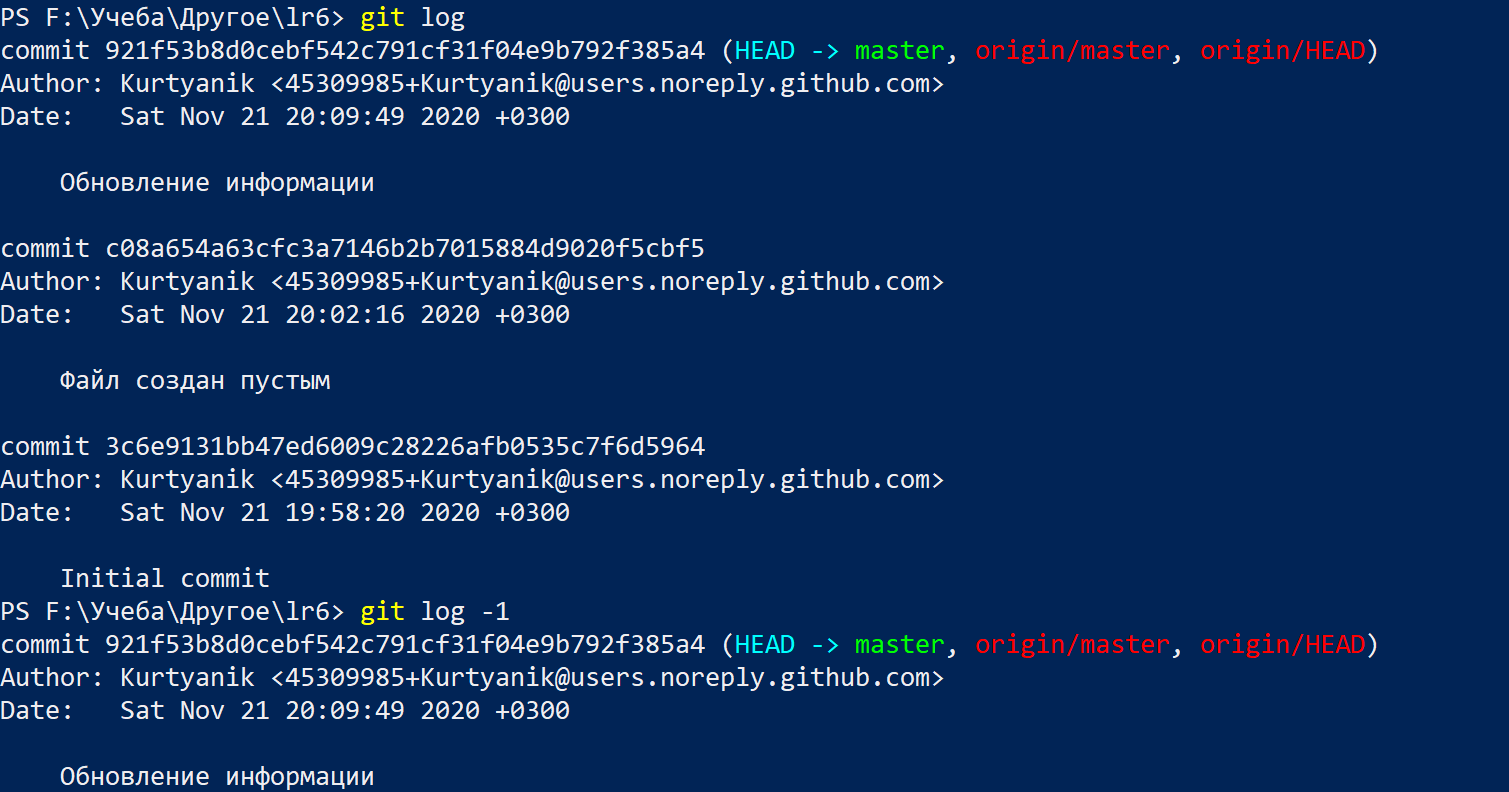 PS F:\Учеба\Другое\lr6> git log
commit 921f53b8d0cebf542c791cf31f04e9b792f385a4 (HEAD -> master, origin/master, origin/HEAD)
Author: Kurtyanik <45309985+Kurtyanik@users.noreply.github.com>
Date:   Sat Nov 21 20:09:49 2020 +0300
    Обновление информации
commit c08a654a63cfc3a7146b2b7015884d9020f5cbf5
Author: Kurtyanik <45309985+Kurtyanik@users.noreply.github.com>
Date:   Sat Nov 21 20:02:16 2020 +0300
    Файл создан пустым
commit 3c6e9131bb47ed6009c28226afb0535c7f6d5964
Author: Kurtyanik <45309985+Kurtyanik@users.noreply.github.com>
Date:   Sat Nov 21 19:58:20 2020 +0300
    Initial commit
PS F:\Учеба\Другое\lr6> git log -1
commit 921f53b8d0cebf542c791cf31f04e9b792f385a4 (HEAD -> master, origin/master, origin/HEAD)
Author: Kurtyanik <45309985+Kurtyanik@users.noreply.github.com>
Date:   Sat Nov 21 20:09:49 2020 +0300
    Обновление информации